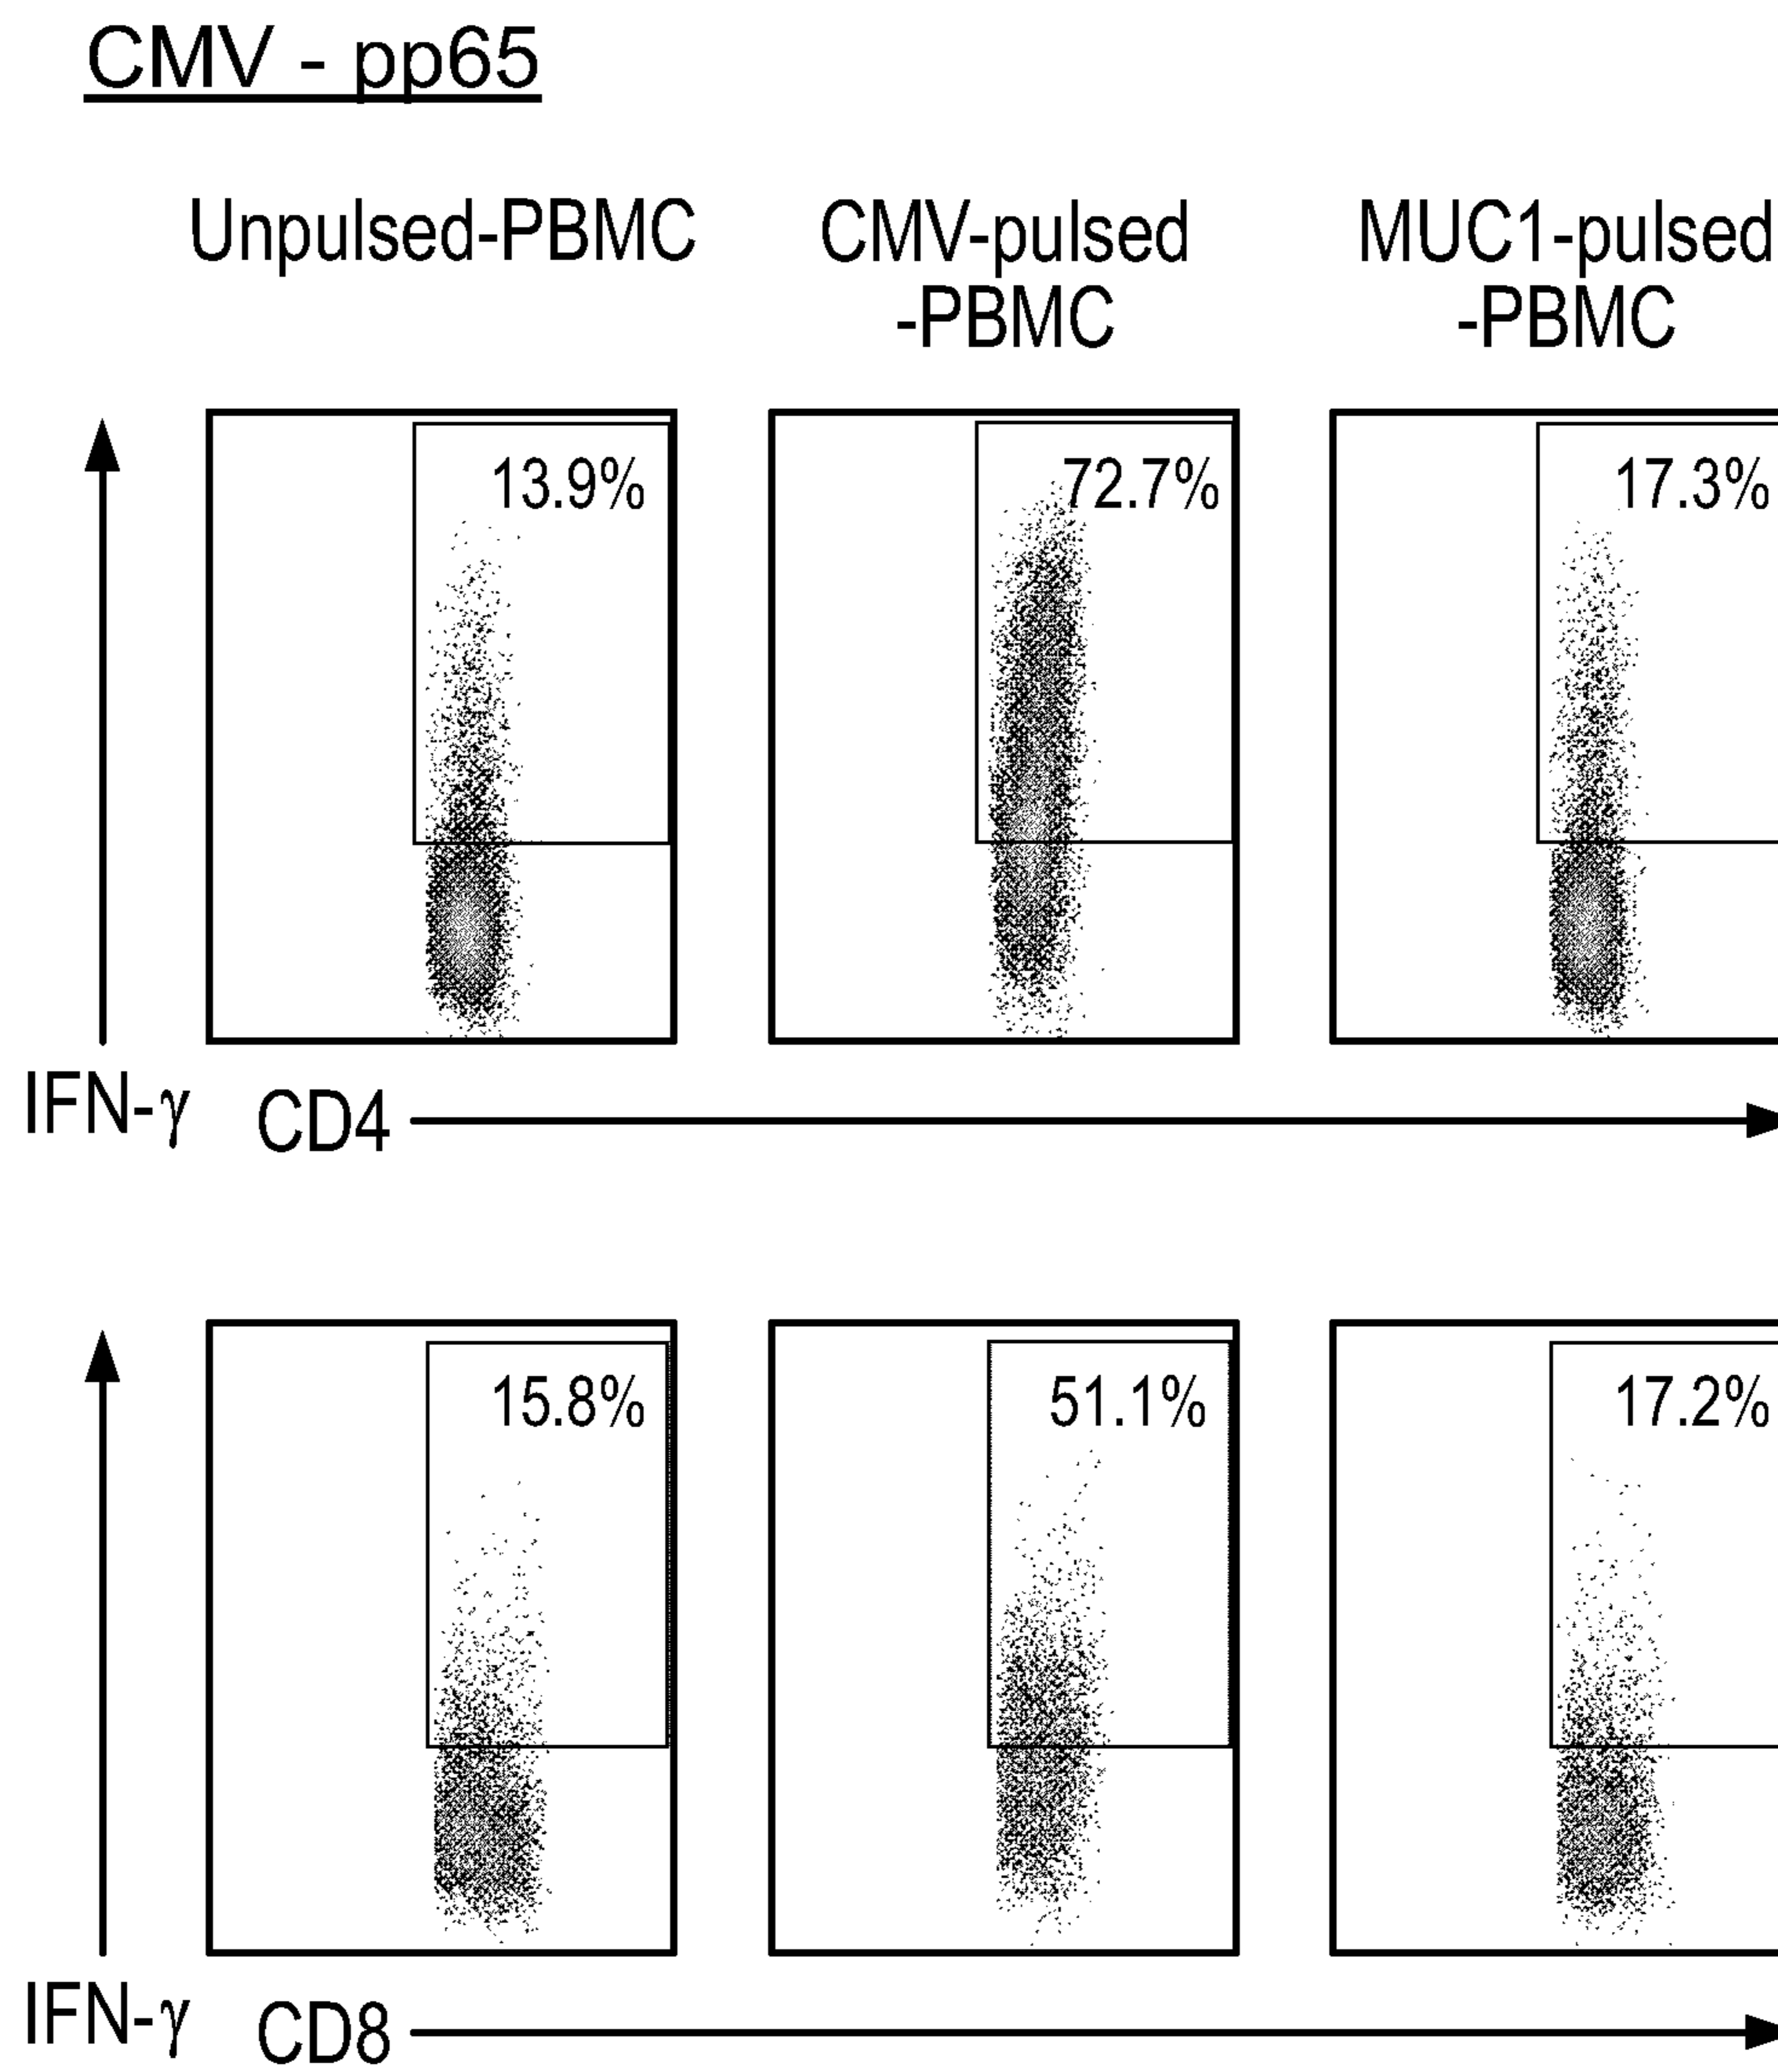 CMV - pp65
Unpulsed-PBMC
CMV-pulsed
-PBMC
MUC1-pulsed
-PBMC
13.9%
72.7%
17.3%
IFN-γ
CD4
15.8%
51.1%
17.2%
IFN-γ
CD8